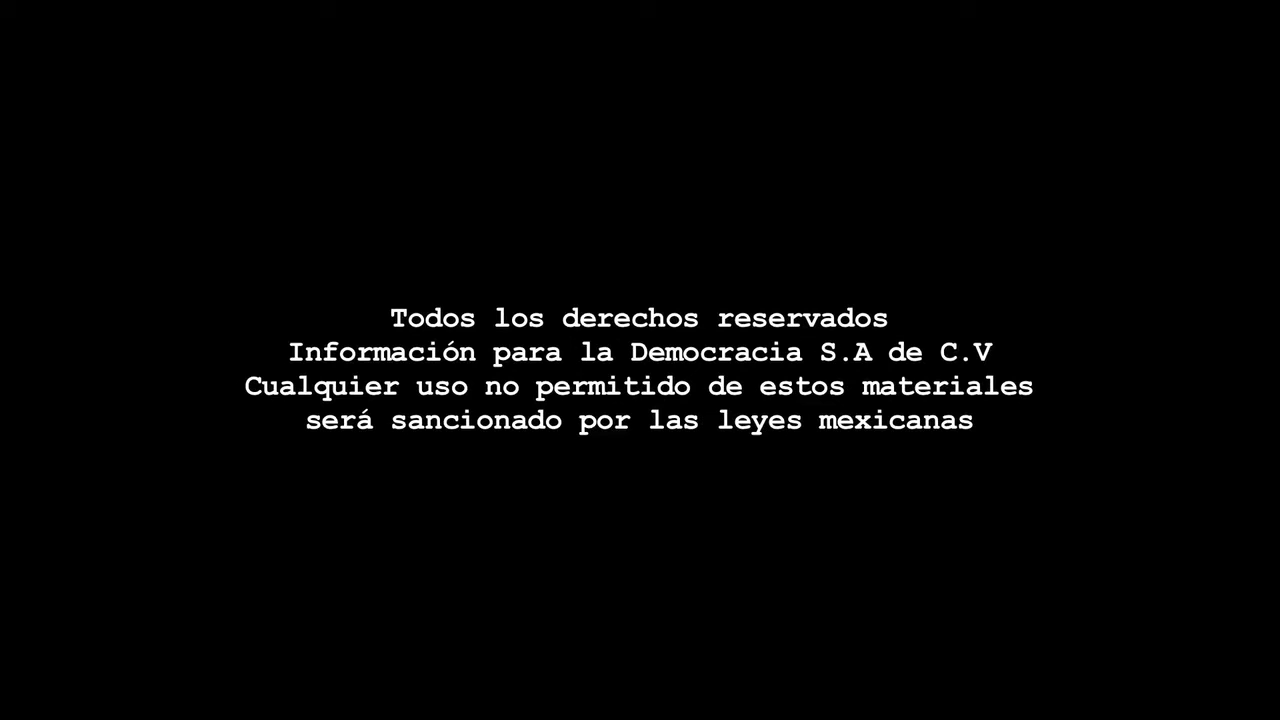 Todos los derechos reservados
Información para la Democracia S.A de C.V
Cualquier uso no permitido de estos materiales
será sancionado por las leyes mexicanas